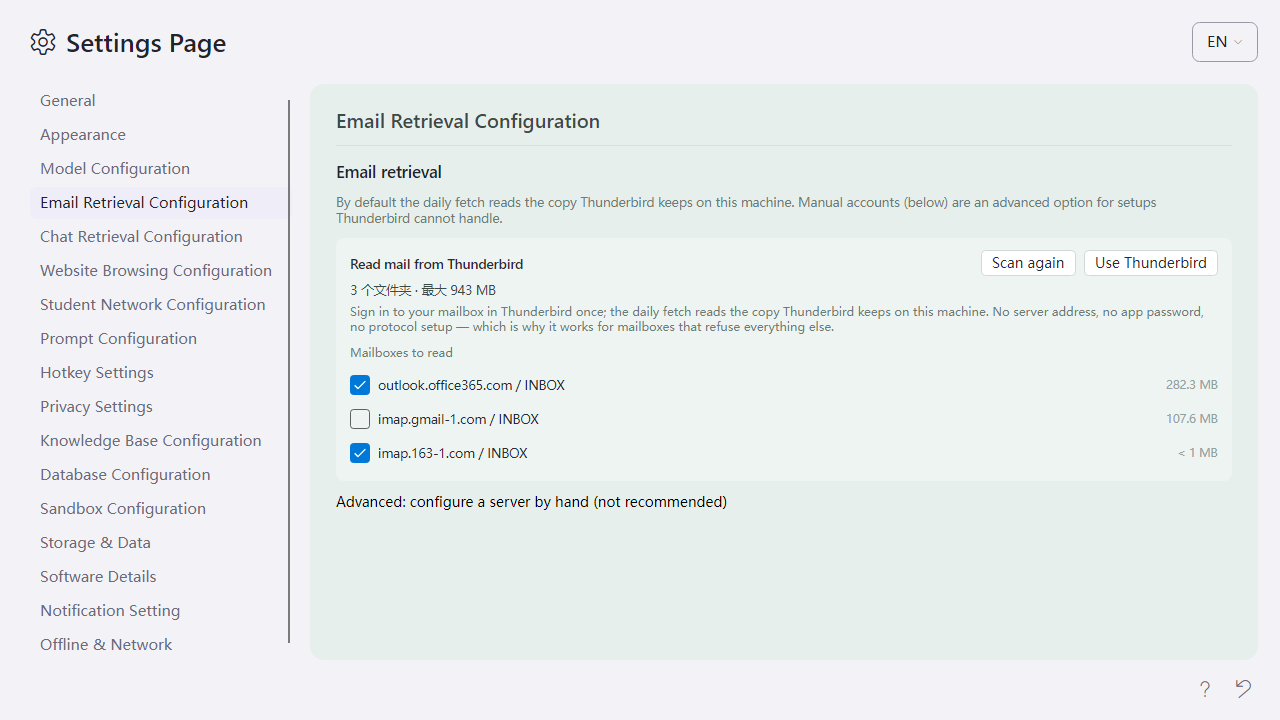 Settings Page
EN
General
Appearance
Model Configuration
Email Retrieval Configuration
Chat Retrieval Configuration
Website Browsing Configuration
Student Network Configuration
Prompt Configuration
Hotkey Settings
Privacy Settings
Knowledge Base Configuration
Database Configuration
Sandbox Configuration
Storage & Data
Software Details
Notification Setting
Offline & Network
Email Retrieval Configuration
Email retrieval
By default the daily fetch reads the copy Thunderbird keeps on this machine. Manual accounts (below) are an advanced option for setups
Thunderbird cannot handle.
Read mail from Thunderbird
Scan again
Use Thunderbird
3 个文件夹 · 最大 943 MB
Sign in to your mailbox in Thunderbird once; the daily fetch reads the copy Thunderbird keeps on this machine. No server address, no app password,
no protocol setup — which is why it works for mailboxes that refuse everything else.
Mailboxes to read
outlook.office365.com / INBOX 282.3 MB
imap.gmail-1.com / INBOX 107.6 MB
imap.163-1.com / INBOX < 1 MB
Advanced: configure a server by hand (not recommended)
?